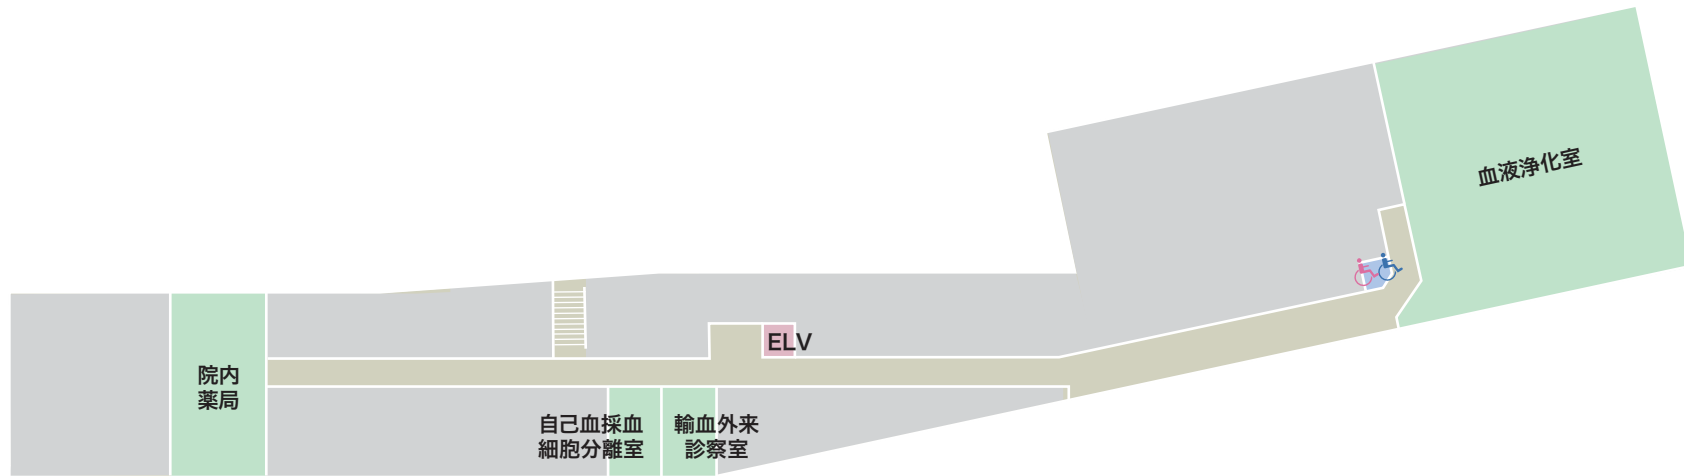 血液浄化室
ELV
院内
薬局
自己血採血
細胞分離室
輸血外来
診察室